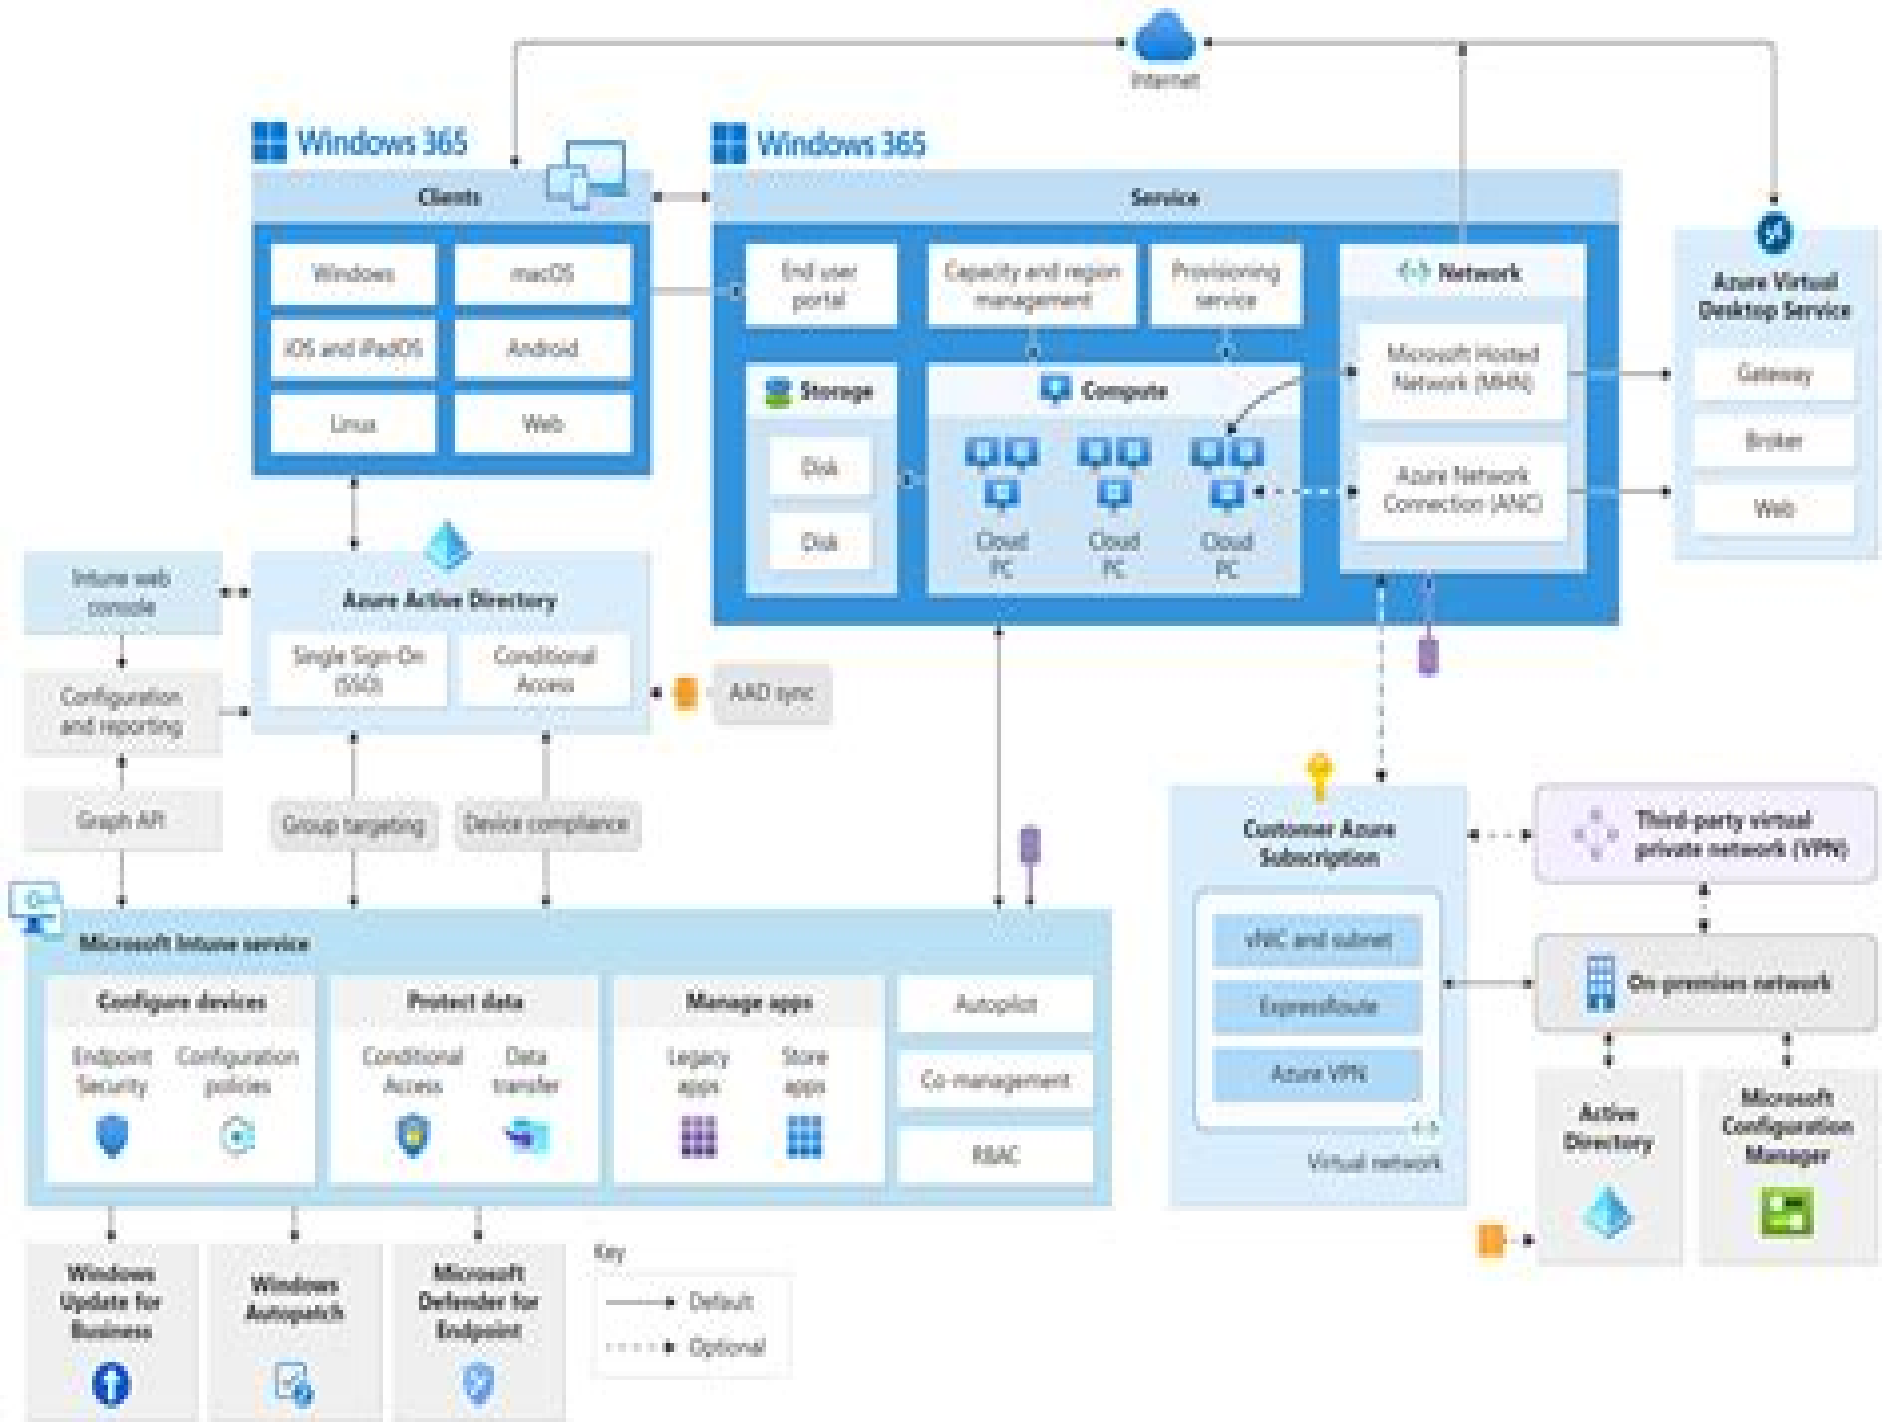 Internet
Windows 365
Clients
Windows
macOS
iOS and iPadOS
Android
Linux
Web
Windows 365
Service
End user
portal
Capacity and region
management
Provisioning
service
Network
Microsoft Hosted
Network (MHN)
Azure Network
Connection (ANC)
Storage
Disk
Disk
Compute
Cloud
PC
Cloud
PC
Cloud
PC
Azure Virtual
Desktop Service
Gateway
Broker
Web
Intune web
console
Configuration
and reporting
Graph API
Azure Active Directory
Single Sign-On
(SSO)
Conditional
Access
AAD sync
Group targeting
Device compliance
Microsoft Intune service
Configure devices
Endpoint
Security
Configuration
policies
Protect data
Conditional
Access
Data
transfer
Manage apps
Legacy
apps
Store
apps
Autopilot
Co-management
RBAC
Customer Azure
Subscription
vNIC and subnet
ExpressRoute
Azure VPN
Virtual network
Third-party virtual
private network (VPN)
On-premises network
Active
Directory
Microsoft
Configuration
Manager
Windows
Update for
Business
Windows
Autopatch
Microsoft
Defender for
Endpoint
Key
Default
Optional